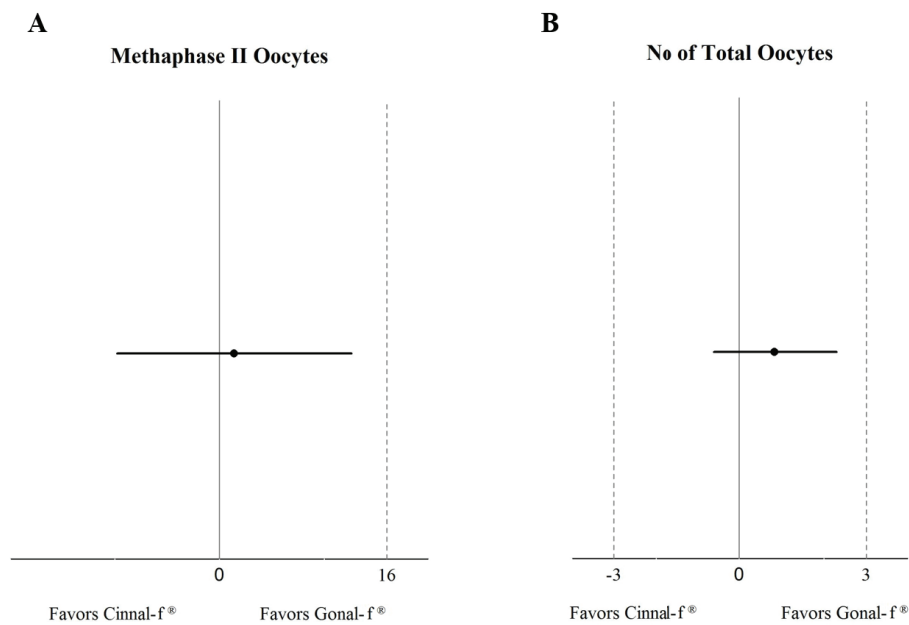 A
Methaphase II Oocytes
0
16
Favors Cinnal-f ®
Favors Gonal-f ®
B
No of Total Oocytes
-3
0
3
Favors Cinnal-f ®
Favors Gonal-f ®